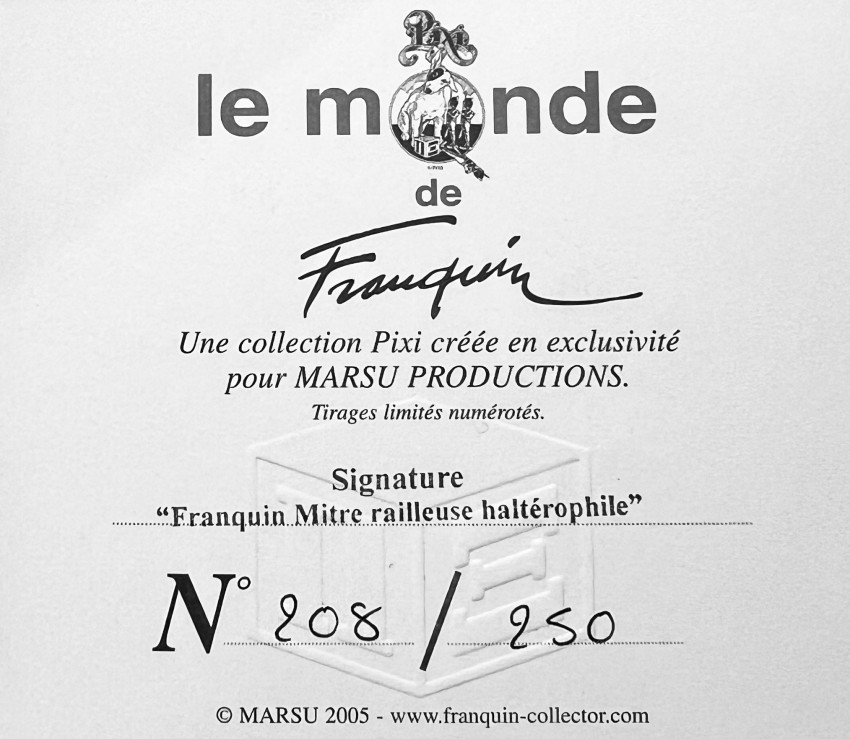 Pixi
le monde
de
Franquin
Une collection Pixi créée en exclusivité
pour MARSU PRODUCTIONS.
Tirages limités numérotés.
Signature
“Franquin Mitre railleuse haltérophile”
N° 208 / 250
© MARSU 2005 - www.franquin-collector.com